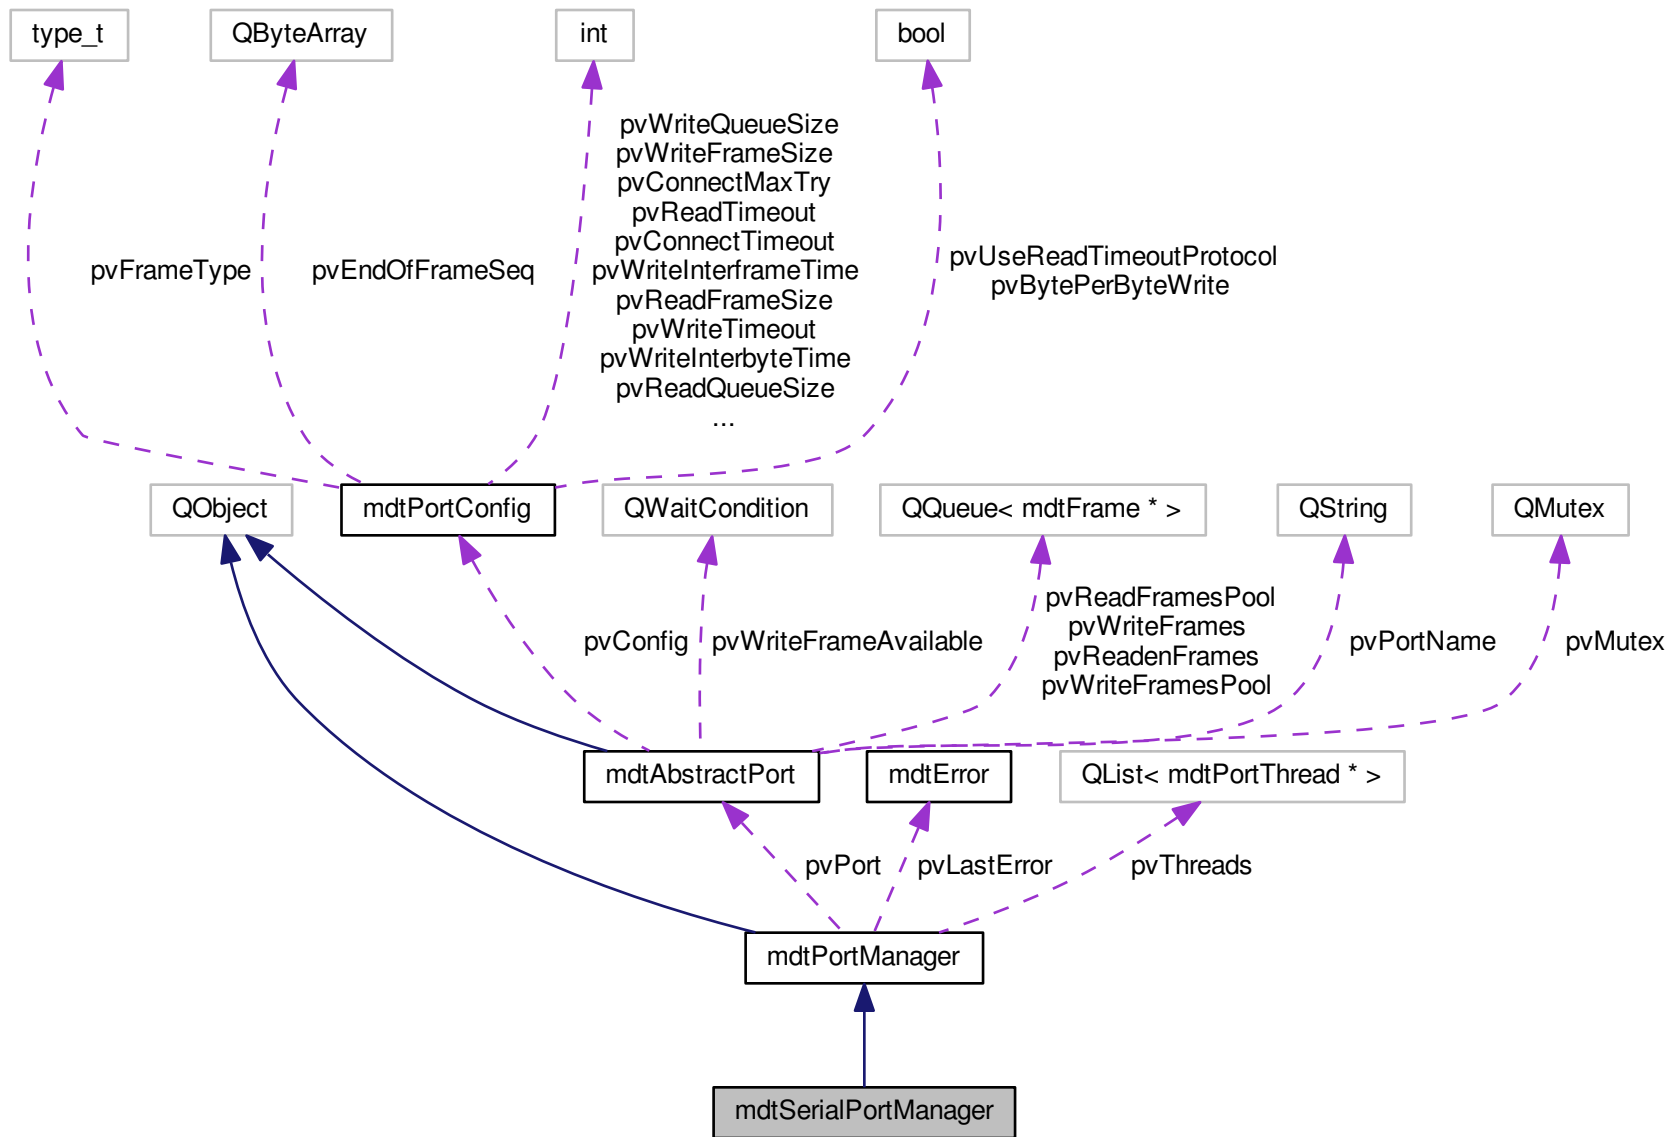 type_t
QByteArray
int
bool
pvWriteQueueSize
pvWriteFrameSize
pvConnectMaxTry
pvReadTimeout
pvConnectTimeout
pvWriteInterframeTime
pvReadFrameSize
pvWriteTimeout
pvWriteInterbyteTime
pvReadQueueSize
...
pvFrameType
pvEndOfFrameSeq
pvUseReadTimeoutProtocol
pvBytePerByteWrite
QObject
mdtPortConfig
QWaitCondition
QQueue< mdtFrame * >
QString
QMutex
pvConfig
pvWriteFrameAvailable
pvReadFramesPool
pvWriteFrames
pvReadenFrames
pvWriteFramesPool
pvPortName
pvMutex
mdtAbstractPort
mdtError
QList< mdtPortThread * >
pvPort
pvLastError
pvThreads
mdtPortManager
mdtSerialPortManager